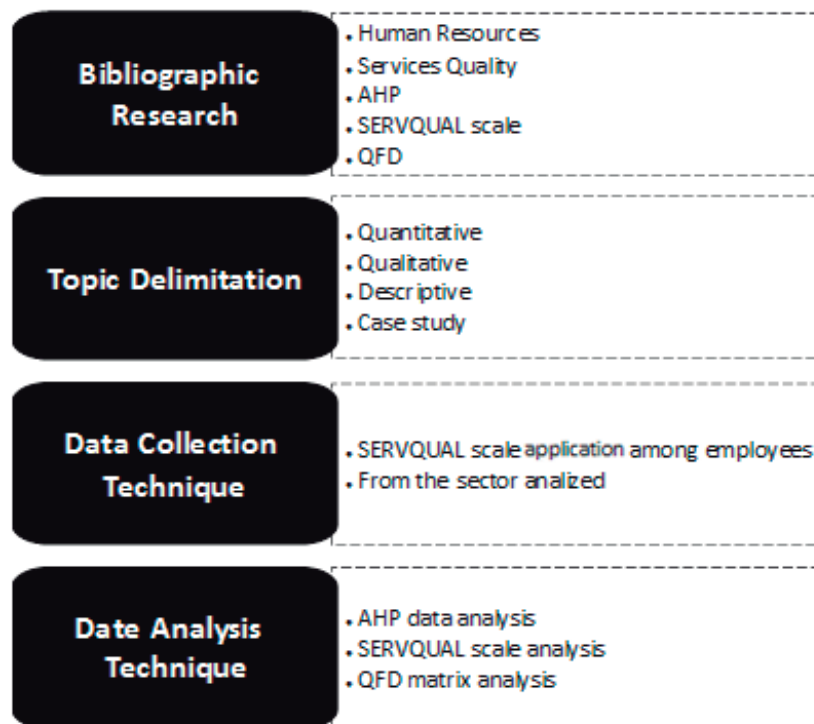 Bibliographic
Research
• Human Resources
• Services Quality
• AHP
• SERVQUAL scale
• QFD
Topic Delimitation
• Quantitative
• Qualitative
• Descriptive
• Case study
Data Collection
Technique
• SERVQUAL scale application among employees
• From the sector analized
Date Analysis
Technique
• AHP data analysis
• SERVQUAL scale analysis
• QFD matrix analysis